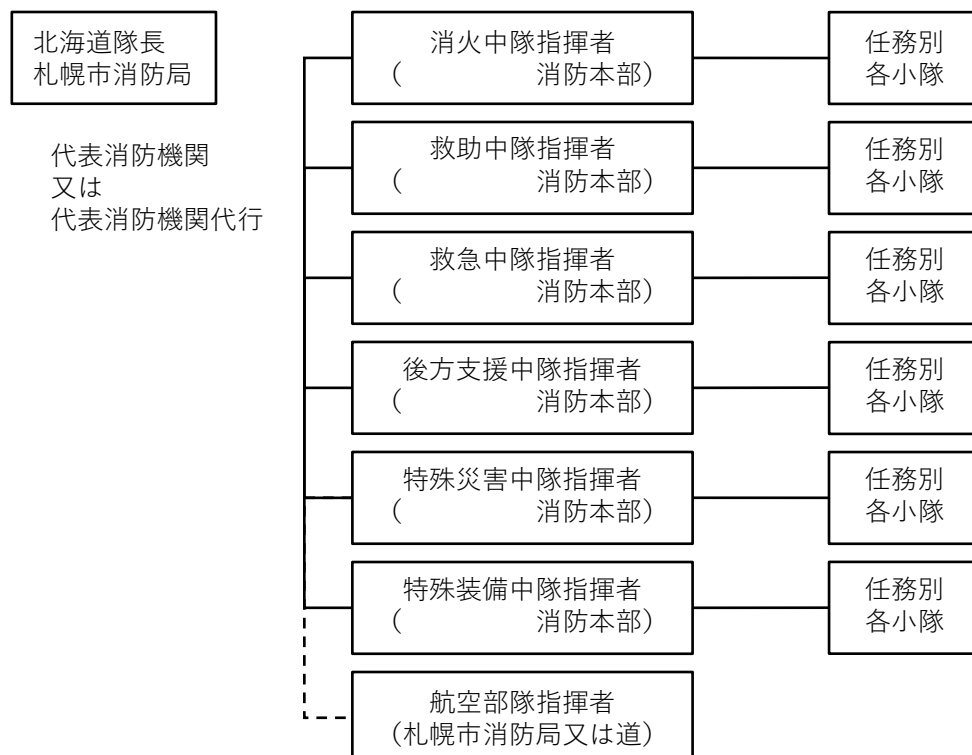 北海道隊長
札幌市消防局
代表消防機関
又は
代表消防機関代行
消火中隊指揮者
(　　　　　消防本部)
任務別
各小隊
救助中隊指揮者
(　　　　　消防本部)
任務別
各小隊
救急中隊指揮者
(　　　　　消防本部)
任務別
各小隊
後方支援中隊指揮者
(　　　　　消防本部)
任務別
各小隊
特殊災害中隊指揮者
(　　　　　消防本部)
任務別
各小隊
特殊装備中隊指揮者
(　　　　　消防本部)
任務別
各小隊
航空部隊指揮者
(札幌市消防局又は道)